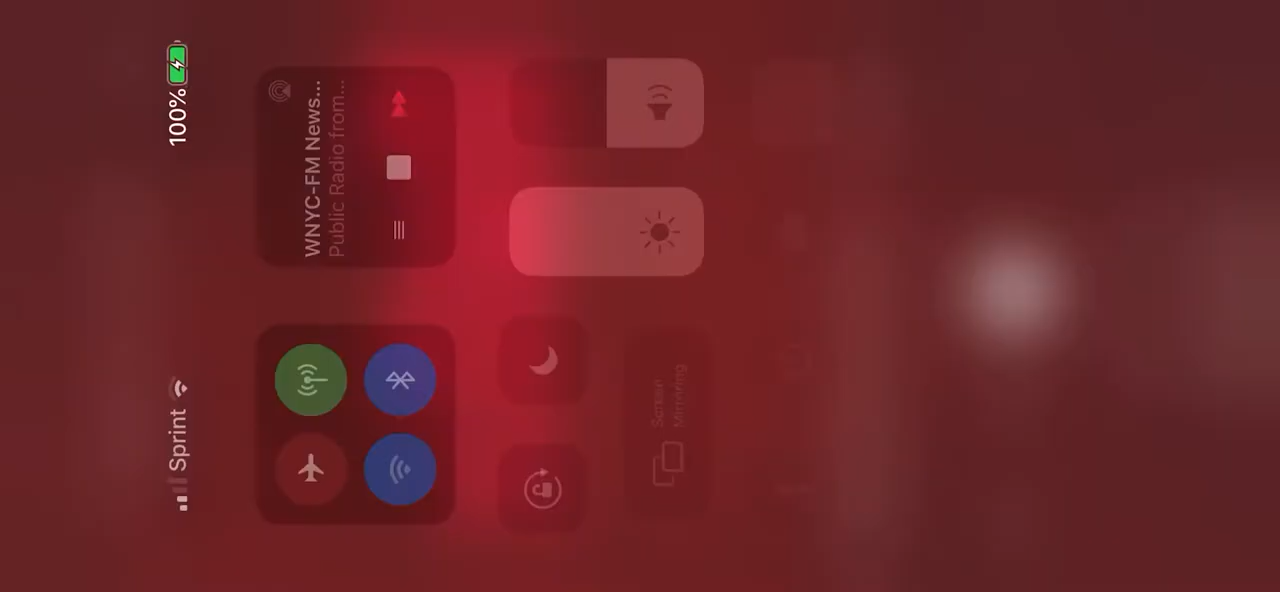 Sprint
100%
WNYC-FM News...
Public Radio from...
Screen
Mirroring